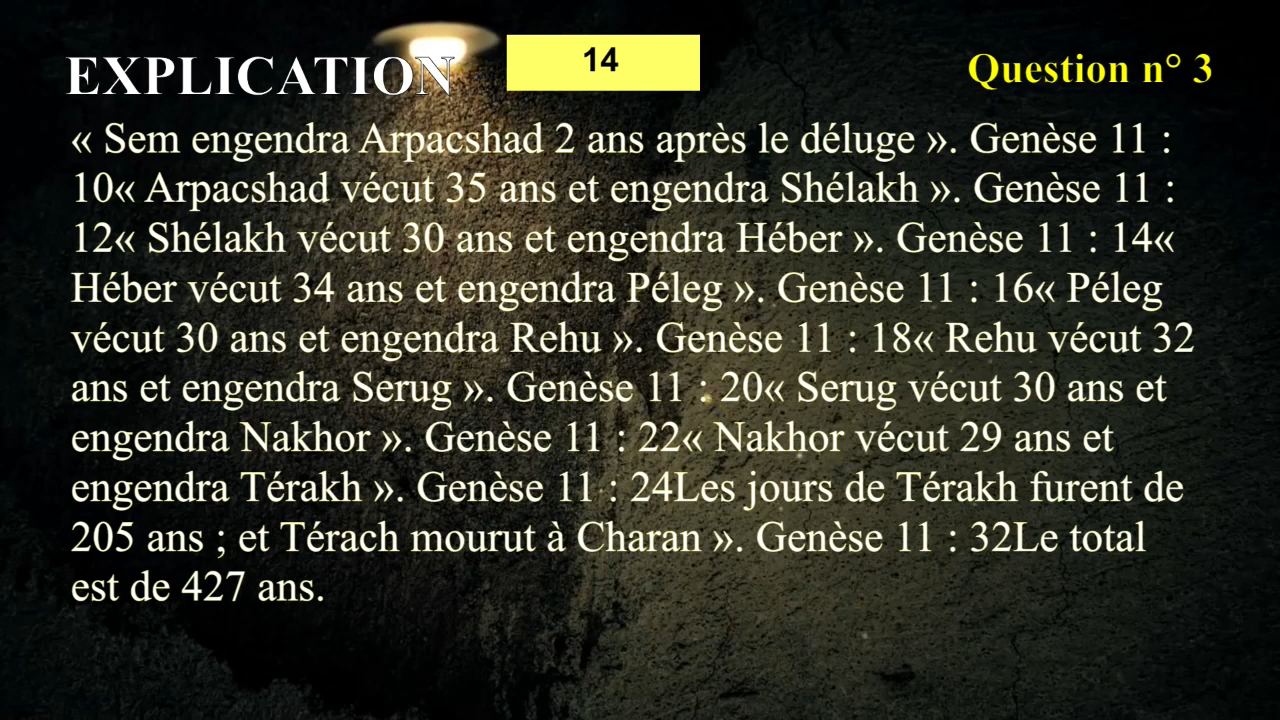 EXPLICATION
14
Question n° 3
« Sem engendra Arpacshad 2 ans après le déluge ». Genèse 11 :
10« Arpacshad vécut 35 ans et engendra Shélakh ». Genèse 11 :
12« Shélakh vécut 30 ans et engendra Héber ». Genèse 11 : 14«
Héber vécut 34 ans et engendra Péleg ». Genèse 11 : 16« Péleg
vécut 30 ans et engendra Rehu ». Genèse 11 : 18« Rehu vécut 32
ans et engendra Serug ». Genèse 11 : 20« Serug vécut 30 ans et
engendra Nakhor ». Genèse 11 : 22« Nakhor vécut 29 ans et
engendra Térakh ». Genèse 11 : 24Les jours de Térakh furent de
205 ans ; et Térach mourut à Charan ». Genèse 11 : 32Le total
est de 427 ans.